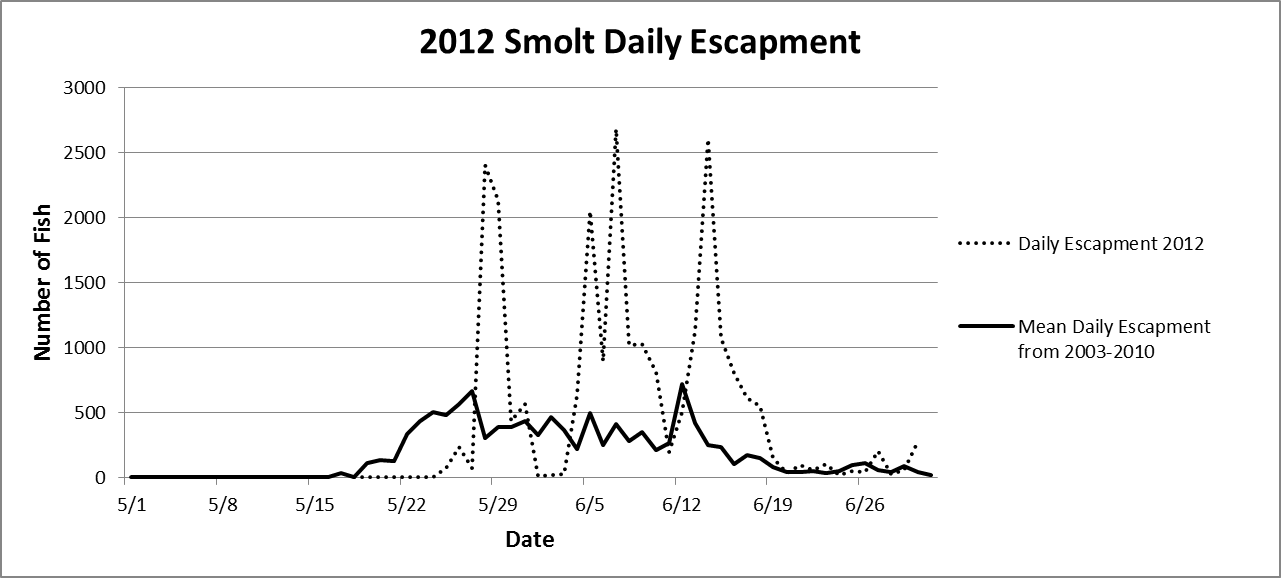 2012 Smolt Daily Escapment
3000
2500
2000
1500
1000
500
0
Number of Fish
5/1 5/8 5/15 5/22 5/29 6/5 6/12 6/19 6/26
Date
Daily Escapment 2012
Mean Daily Escapment
from 2003-2010